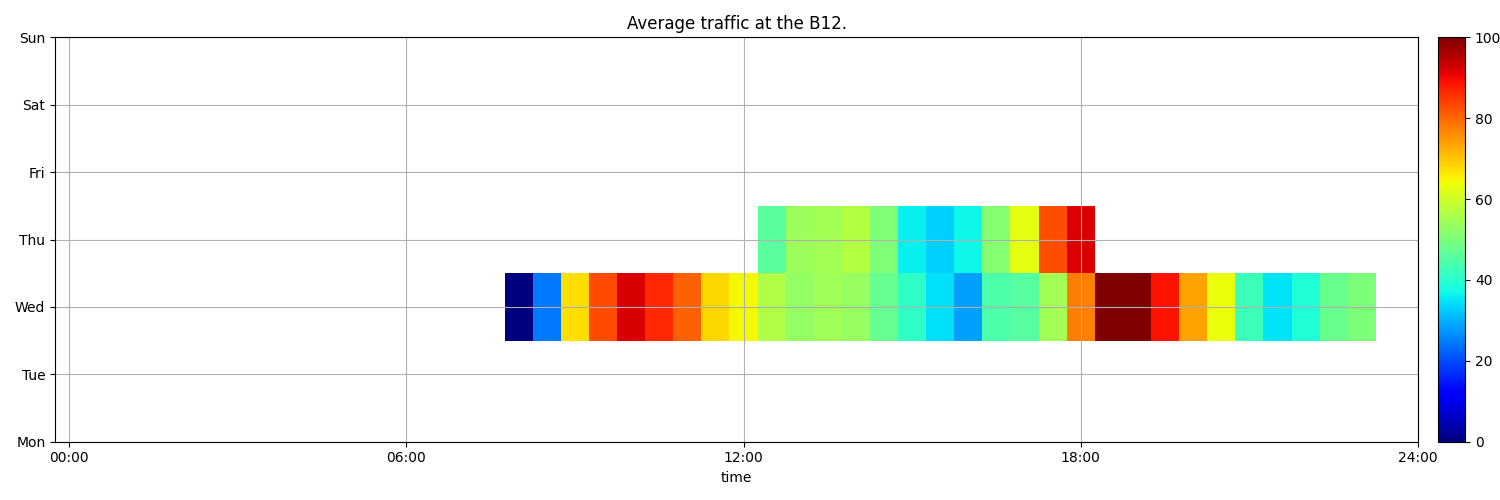 Average traffic at the B12.
Sun
Sat
Fri
Thu
Wed
Tue
Mon
00:00 06:00 12:00 18:00 24:00
time
100
80
60
40
20
0